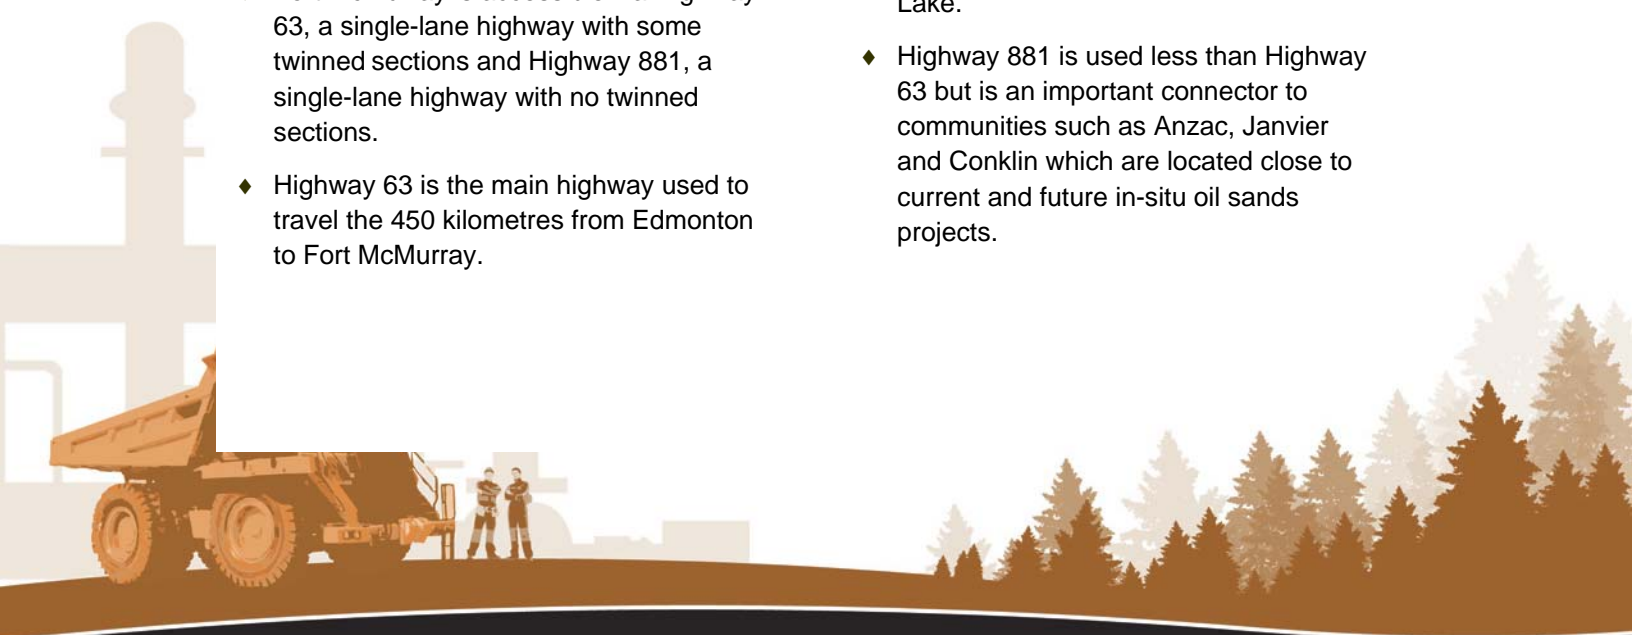 63, a single-lane highway with some
twinned sections and Highway 881, a
single-lane highway with no twinned
sections.
♦ Highway 63 is the main highway used to
travel the 450 kilometres from Edmonton
to Fort McMurray.
Lake.
♦ Highway 881 is used less than Highway
63 but is an important connector to
communities such as Anzac, Janvier
and Conklin which are located close to
current and future in-situ oil sands
projects.